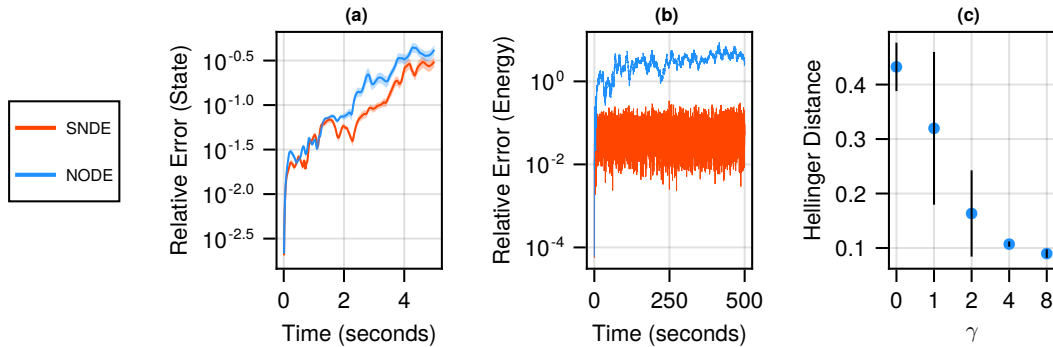 SNDE
NODE
(a)
Relative Error (State)
10^-0.5
10^-1.0
10^-1.5
10^-2.0
10^-2.5
0
2
4
Time (seconds)
(b)
Relative Error (Energy)
10^0
10^-2
10^-4
0
250
500
Time (seconds)
(c)
Hellinger Distance
0.4
0.3
0.2
0.1
0
1
2
4
8
γ